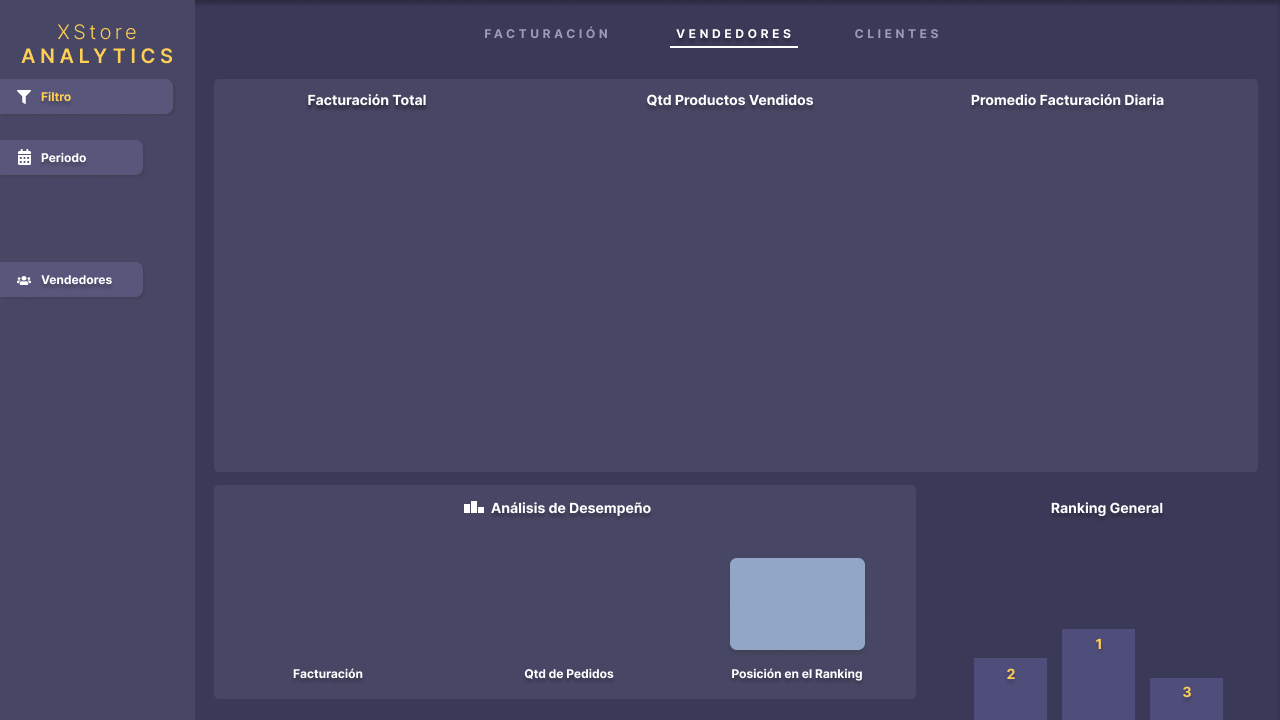 XStore
ANALYTICS
FACTURACIÓN
VENDEDORES
CLIENTES
Filtro
Periodo
Vendedores
Facturación Total
Qtd Productos Vendidos
Promedio Facturación Diaria
Análisis de Desempeño
Facturación
Qtd de Pedidos
Posición en el Ranking
Ranking General
1
2
3